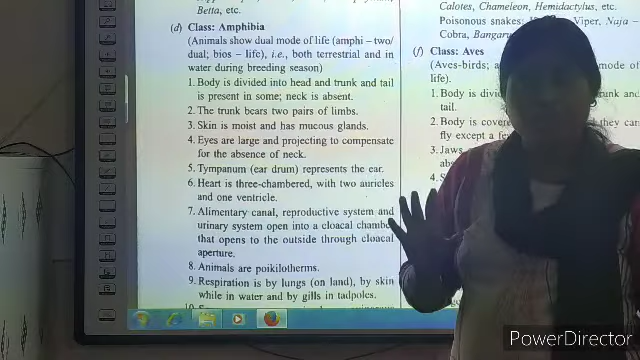 Betta, etc.
(d) Class: Amphibia
(Animals show dual mode of life (amphi – two/
dual; bios – life), i.e., both terrestrial and in
water during breeding season)
1. Body is divided into head and trunk and tail
is present in some; neck is absent.
2. The trunk bears two pairs of limbs.
3. Skin is moist and has mucous glands.
4. Eyes are large and projecting to compensate
for the absence of neck.
5. Tympanum (ear drum) represents the ear.
6. Heart is three-chambered, with two auricles
and one ventricle.
7. Alimentary canal, reproductive system and
urinary system open into a cloacal chamber
that opens to the outside through cloacal
aperture.
8. Animals are poikilotherms.
9. Respiration is by lungs (on land), by skin
while in water and by gills in tadpoles.
Calotes, Chameleon, Hemidactylus, etc.
Poisonous snakes: Viper, Naja –
Cobra,
(f) Class: Aves
(Aves-birds; mode of
life).
1. Body is trunk and
tail.
2. Body is they can
fly except a
3. Jaws
4.
PowerDirector